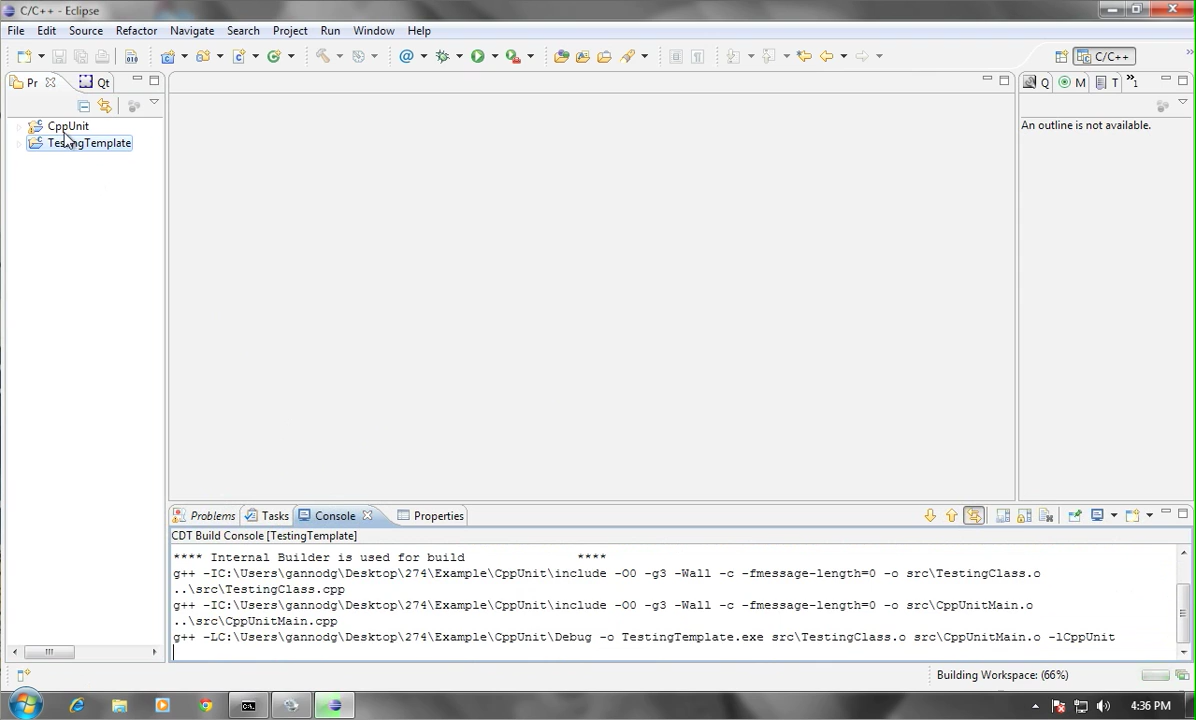 C/C++ - Eclipse
File Edit Source Refactor Navigate Search Project Run Window Help
C/C++
Pr Qt
Q M T »1
CppUnit
TestingTemplate
An outline is not available.
Problems Tasks Console Properties
CDT Build Console [TestingTemplate]
**** Internal Builder is used for build ****
g++ -IC:\Users\gannodg\Desktop\274\Example\CppUnit\include -O0 -g3 -Wall -c -fmessage-length=0 -o src\TestingClass.o
..\src\TestingClass.cpp
g++ -IC:\Users\gannodg\Desktop\274\Example\CppUnit\include -O0 -g3 -Wall -c -fmessage-length=0 -o src\CppUnitMain.o
..\src\CppUnitMain.cpp
g++ -LC:\Users\gannodg\Desktop\274\Example\CppUnit\Debug -o TestingTemplate.exe src\TestingClass.o src\CppUnitMain.o -lCppUnit
Building Workspace: (66%)
4:36 PM